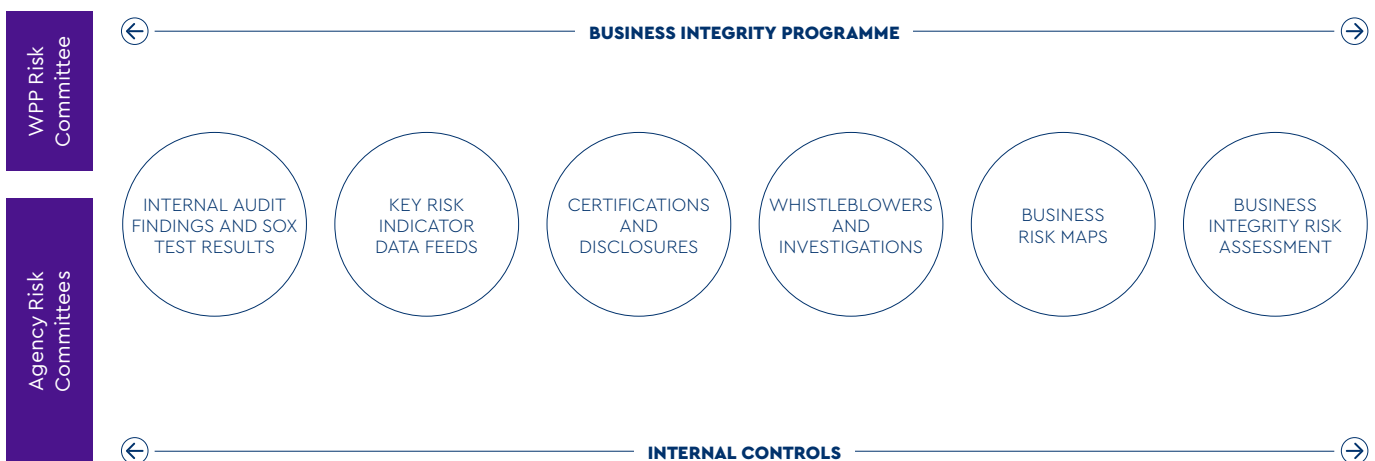 WPP Risk
Committee
BUSINESS INTEGRITY PROGRAMME
INTERNAL AUDIT
FINDINGS AND SOX
TEST RESULTS
KEY RISK
INDICATOR
DATA FEEDS
CERTIFICATIONS
AND
DISCLOSURES
WHISTLEBLOWERS
AND
INVESTIGATIONS
BUSINESS
RISK MAPS
BUSINESS
INTEGRITY RISK
ASSESSMENT
Agency Risk
Committees
INTERNAL CONTROLS